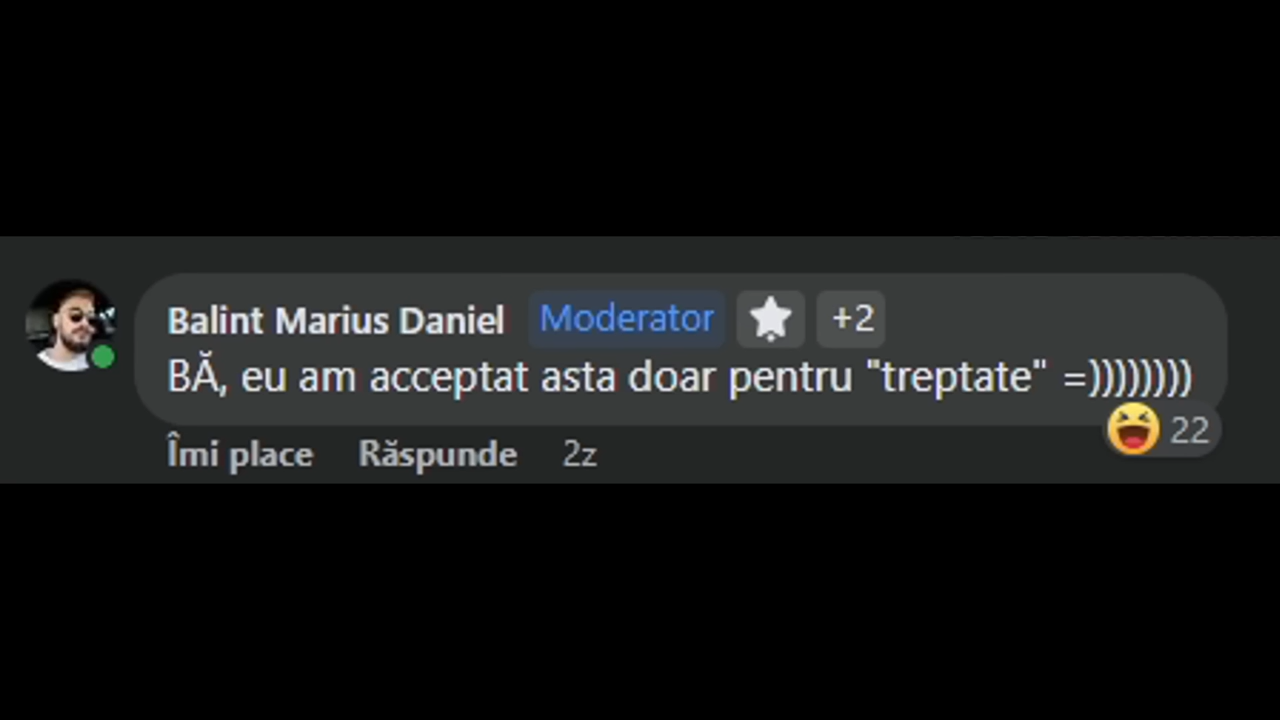 Balint Marius Daniel Moderator +2
BĂ, eu am acceptat asta doar pentru "treptate" =))))))))
22
Îmi place Răspunde 2z